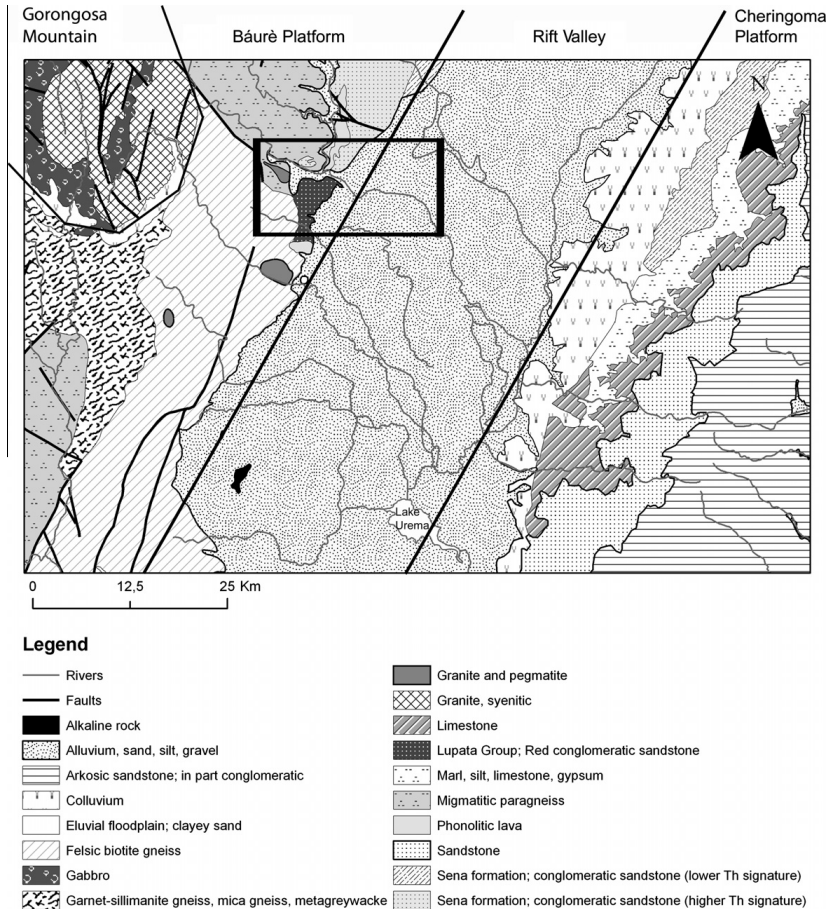 Gorongosa
Mountain
Báurè Platform
Rift Valley
Cheringoma
Platform
N
Lake
Urema
0 12,5 25 Km
Legend
Rivers
Faults
Alkaline rock
Alluvium, sand, silt, gravel
Arkosic sandstone; in part conglomeratic
Colluvium
Eluvial floodplain; clayey sand
Felsic biotite gneiss
Gabbro
Garnet-sillimanite gneiss, mica gneiss, metagreywacke
Granite and pegmatite
Granite, syenitic
Limestone
Lupata Group; Red conglomeratic sandstone
Marl, silt, limestone, gypsum
Migmatitic paragneiss
Phonolitic lava
Sandstone
Sena formation; conglomeratic sandstone (lower Th signature)
Sena formation; conglomeratic sandstone (higher Th signature)